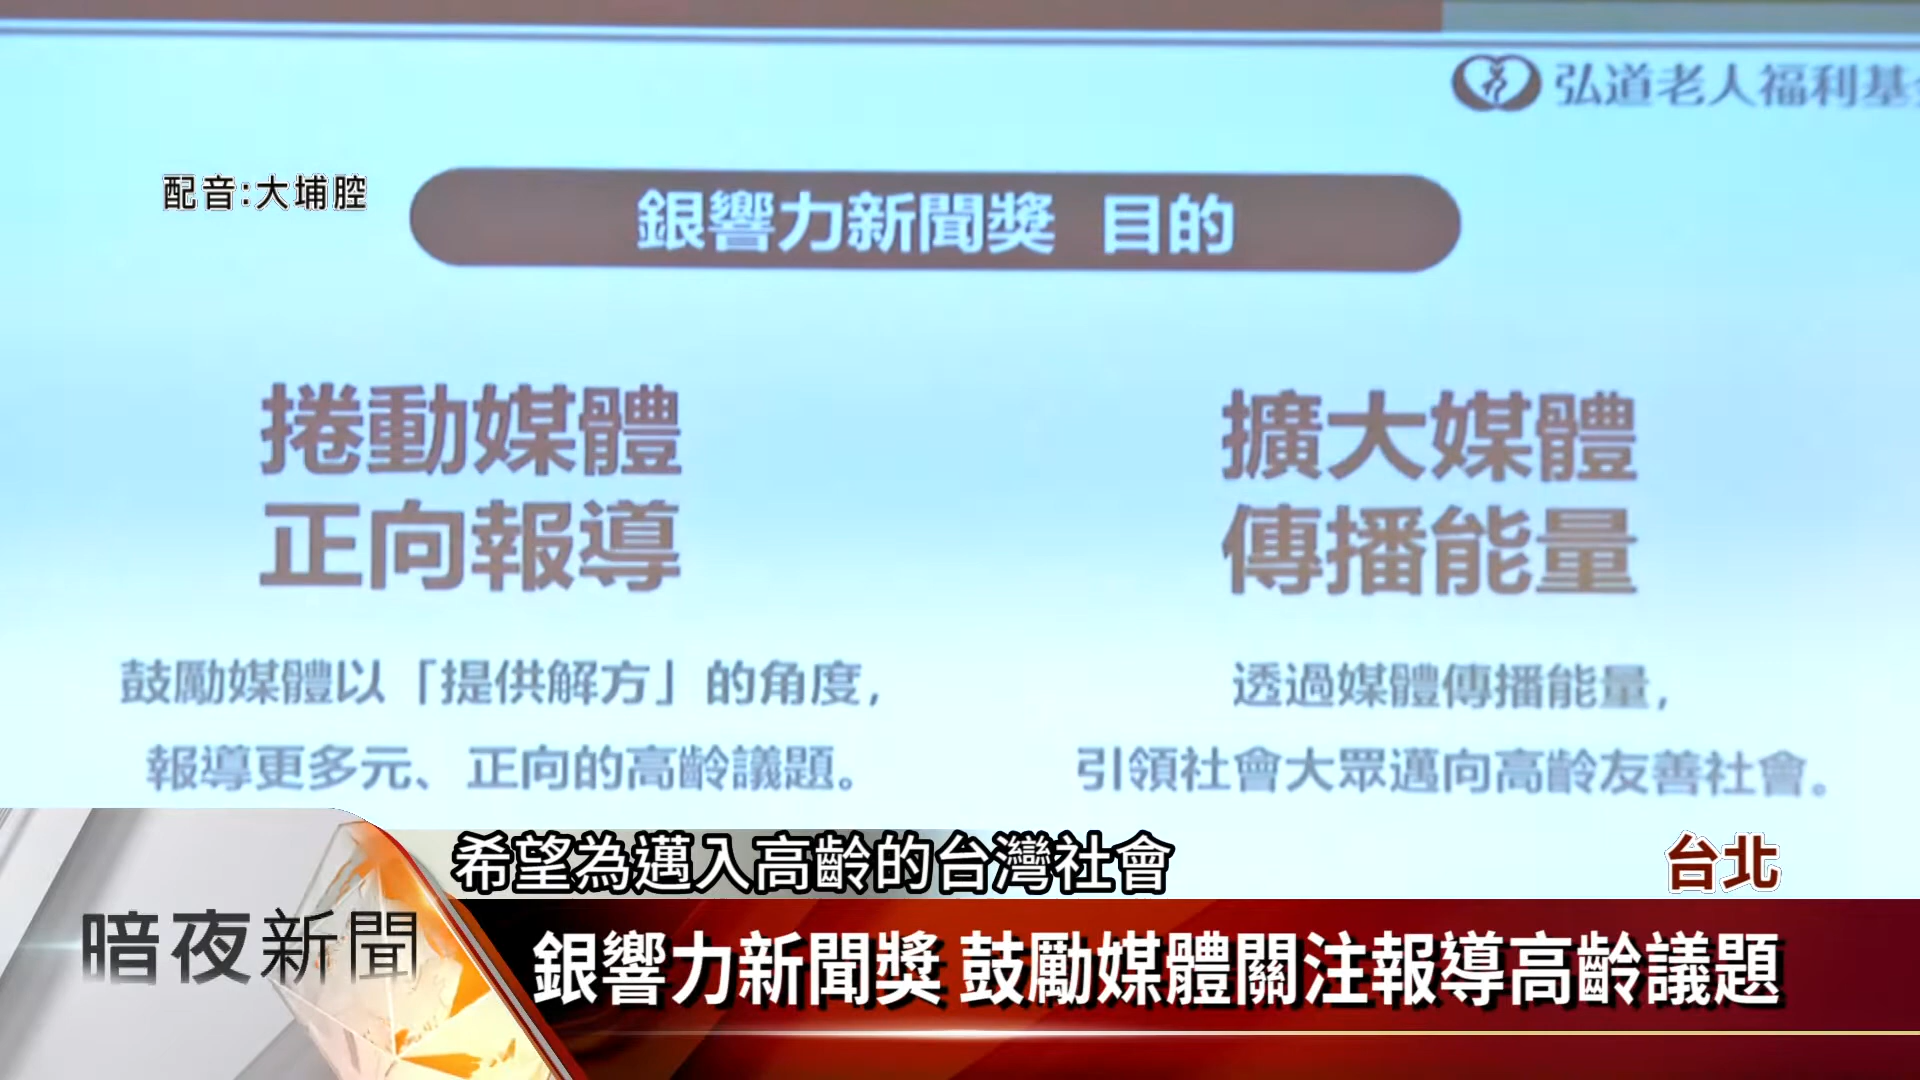 弘道老人福利基
配音:大埔腔
銀響力新聞獎 目的
捲動媒體
正向報導
鼓勵媒體以「提供解方」的角度,
報導更多元、正向的高齡議題。
擴大媒體
傳播能量
透過媒體傳播能量,
引領社會大眾邁向高齡友善社會。
希望為邁入高齡的台灣社會
台北
暗夜新聞
銀響力新聞獎 鼓勵媒體關注報導高齡議題